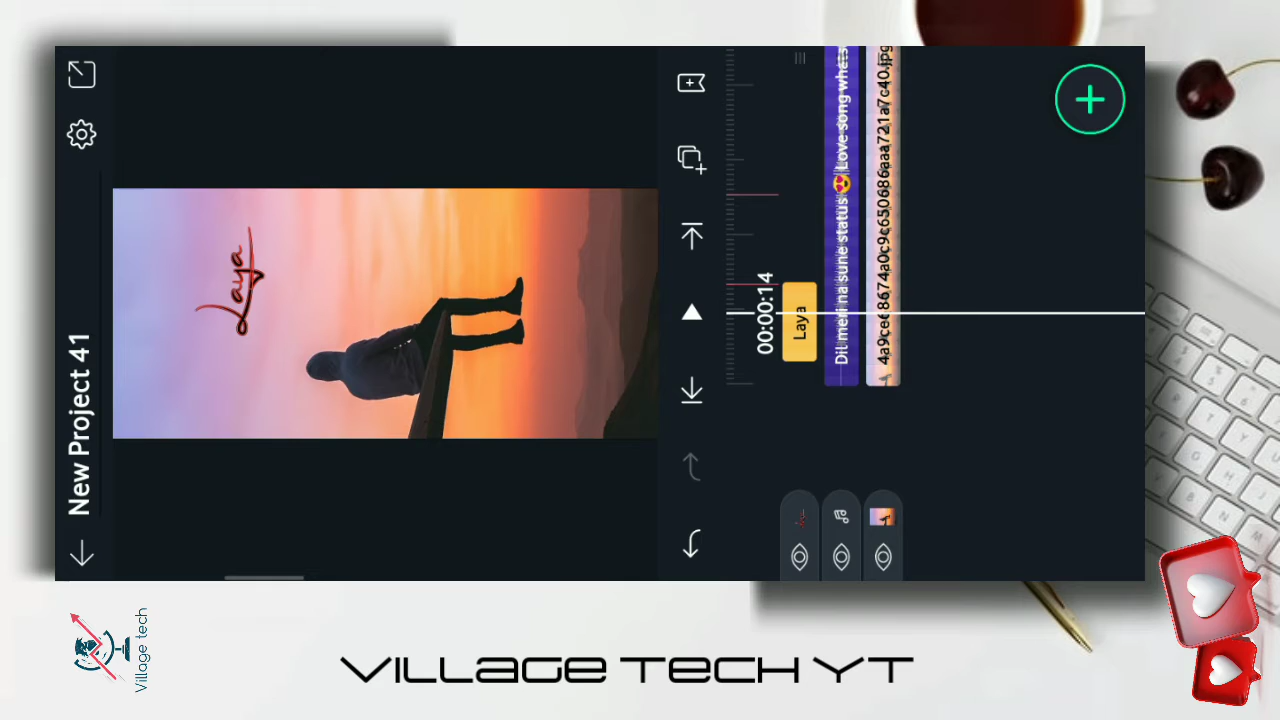 New Project 41
Laya
00:00:14
Laya
Dil meri na sune status😍Love song whats
4a9ce68674a0c9c650686aaa721a7c40.jpg
Village tech
VILLAGE TECH YT